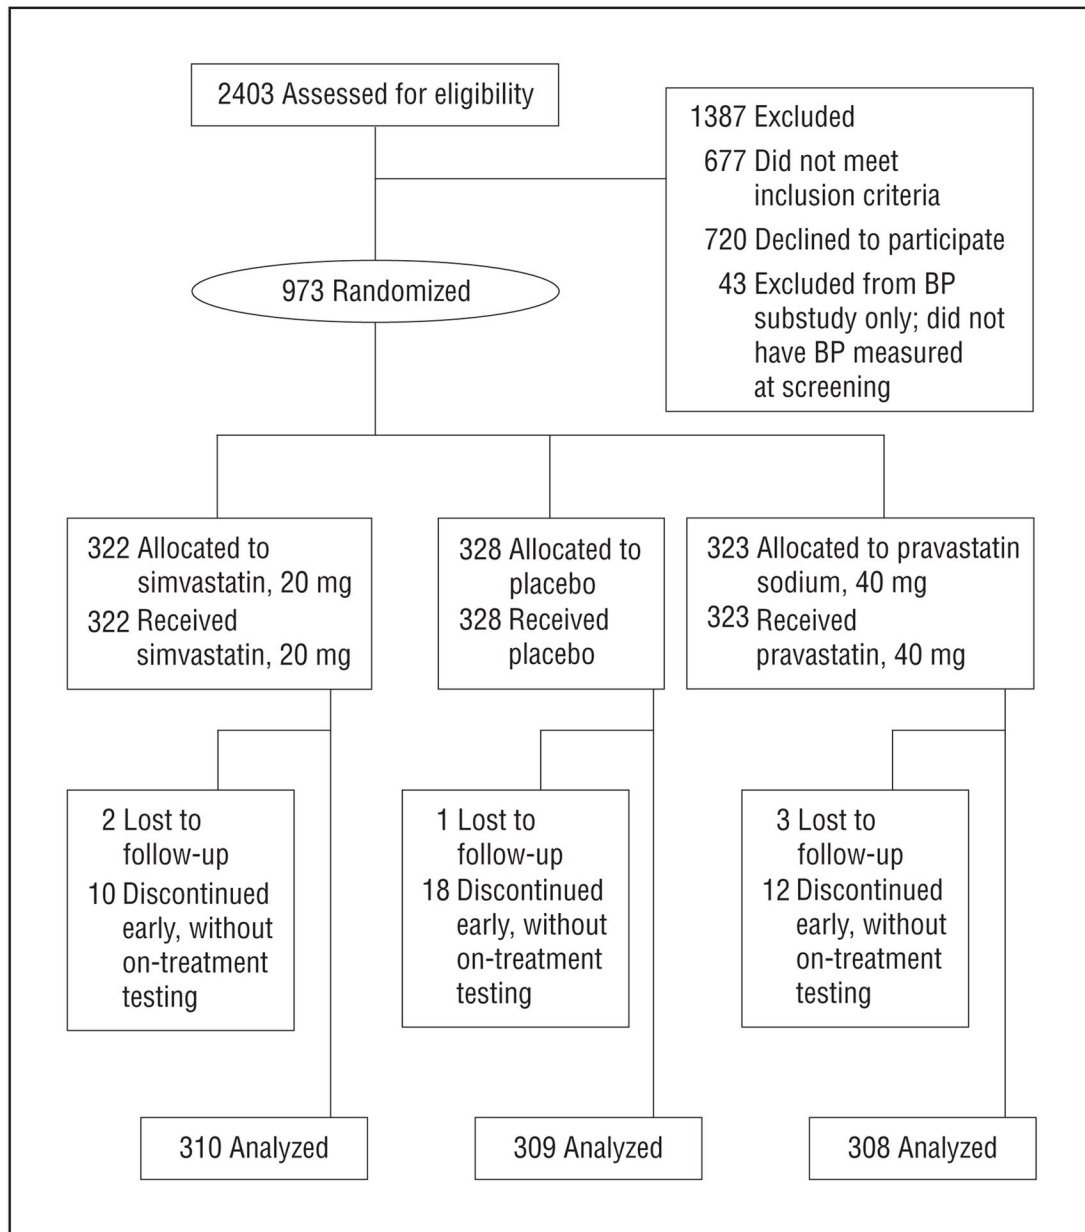 2403 Assessed for eligibility
1387 Excluded
677 Did not meet
inclusion criteria
720 Declined to participate
43 Excluded from BP
substudy only; did not
have BP measured
at screening
973 Randomized
322 Allocated to
simvastatin, 20 mg
322 Received
simvastatin, 20 mg
328 Allocated to
placebo
328 Received
placebo
323 Allocated to pravastatin
sodium, 40 mg
323 Received
pravastatin, 40 mg
2 Lost to
follow-up
10 Discontinued
early, without
on-treatment
testing
1 Lost to
follow-up
18 Discontinued
early, without
on-treatment
testing
3 Lost to
follow-up
12 Discontinued
early, without
on-treatment
testing
310 Analyzed
309 Analyzed
308 Analyzed